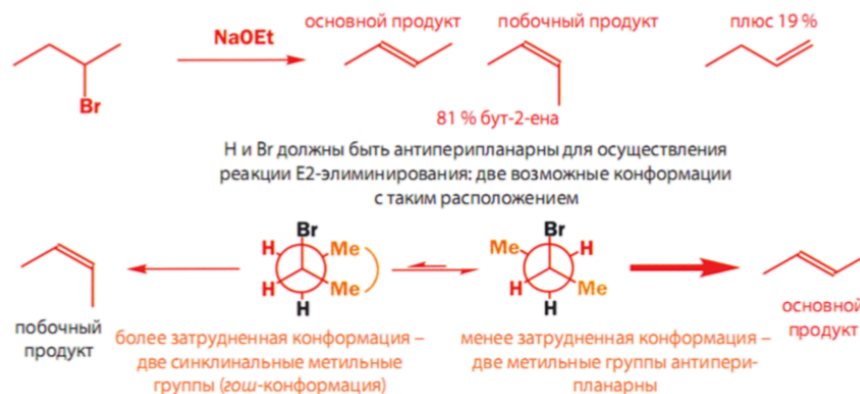 NaOEt
основной продукт
побочный продукт
плюс 19 %
Br
81 % бут-2-ена
H и Br должны быть антиперипланарны для осуществления
реакции E2-элиминирования: две возможные конформации
с таким расположением
Br
H Me
H Me
H
Br
Me H
H Me
H
побочный
продукт
более затрудненная конформация –
две синклинальные метильные
группы (гош-конформация)
менее затрудненная конформация –
две метильные группы антипери-
планарны
основной
продукт